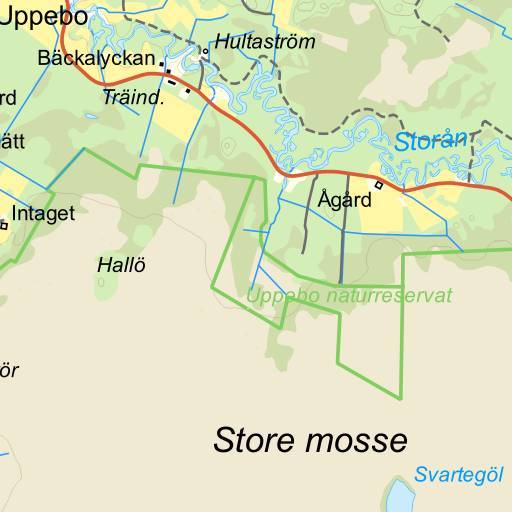 Uppebo
Hultaström
Bäckalyckan
rd
Träind.
Storån
ätt
Ågård
Intaget
Hallö
Uppebo naturreservat
ör
Store mosse
Svartegöl